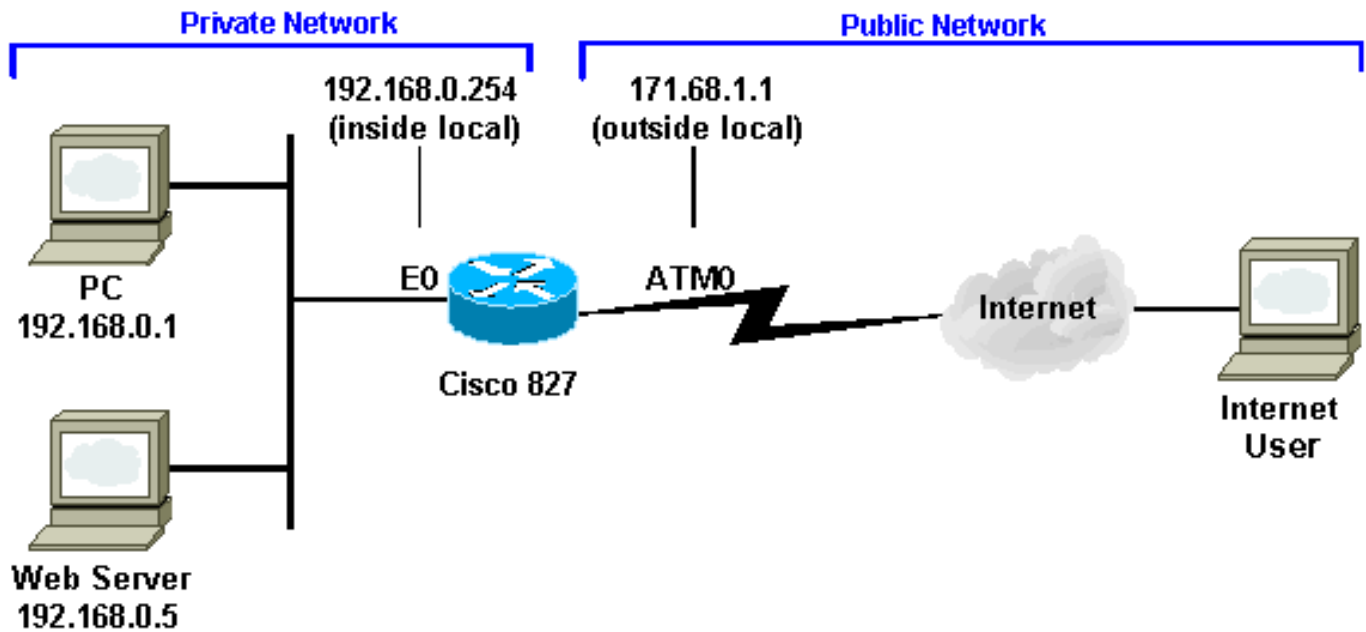 Private Network
Public Network
192.168.0.254
(inside local)
171.68.1.1
(outside local)
PC
192.168.0.1
E0
ATM0
Cisco 827
Internet
Internet
User
Web Server
192.168.0.5